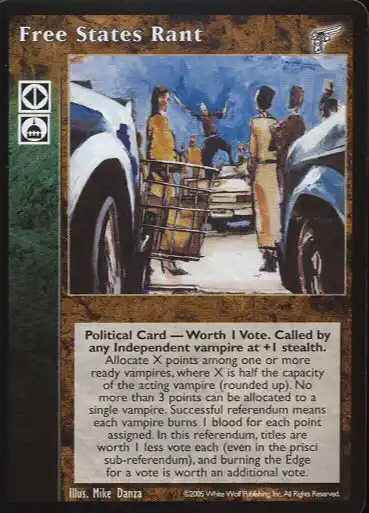 Free States Rant
Political Card — Worth 1 Vote. Called by
any Independent vampire at +1 stealth.
Allocate X points among one or more
ready vampires, where X is half the capacity
of the acting vampire (rounded up). No
more than 3 points can be allocated to a
single vampire. Successful referendum means
each vampire burns 1 blood for each point
assigned. In this referendum, titles are
worth 1 less vote each (even in the prisci
sub-referendum), and burning the Edge
for a vote is worth an additional vote.
Illus. Mike Danza ©2005 White Wolf Publishing, Inc. All Rights Reserved.